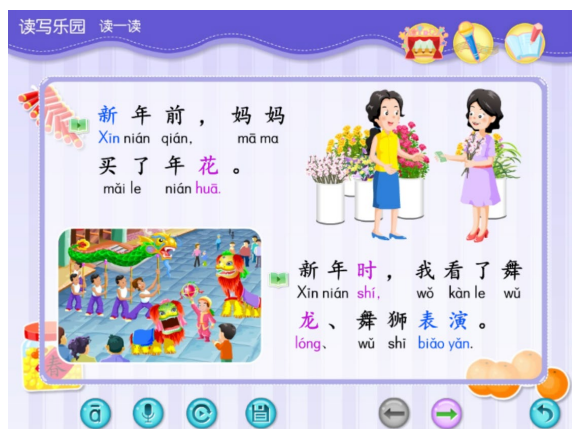 读写乐园 读一读
新年前，妈妈
Xīn nián qián, mā ma
买了年花。
mǎi le nián huā.
新年时，我看了舞
Xīn nián shí, wǒ kàn le wǔ
龙、舞狮表演。
lóng、 wǔ shī biǎo yǎn.
春
ā